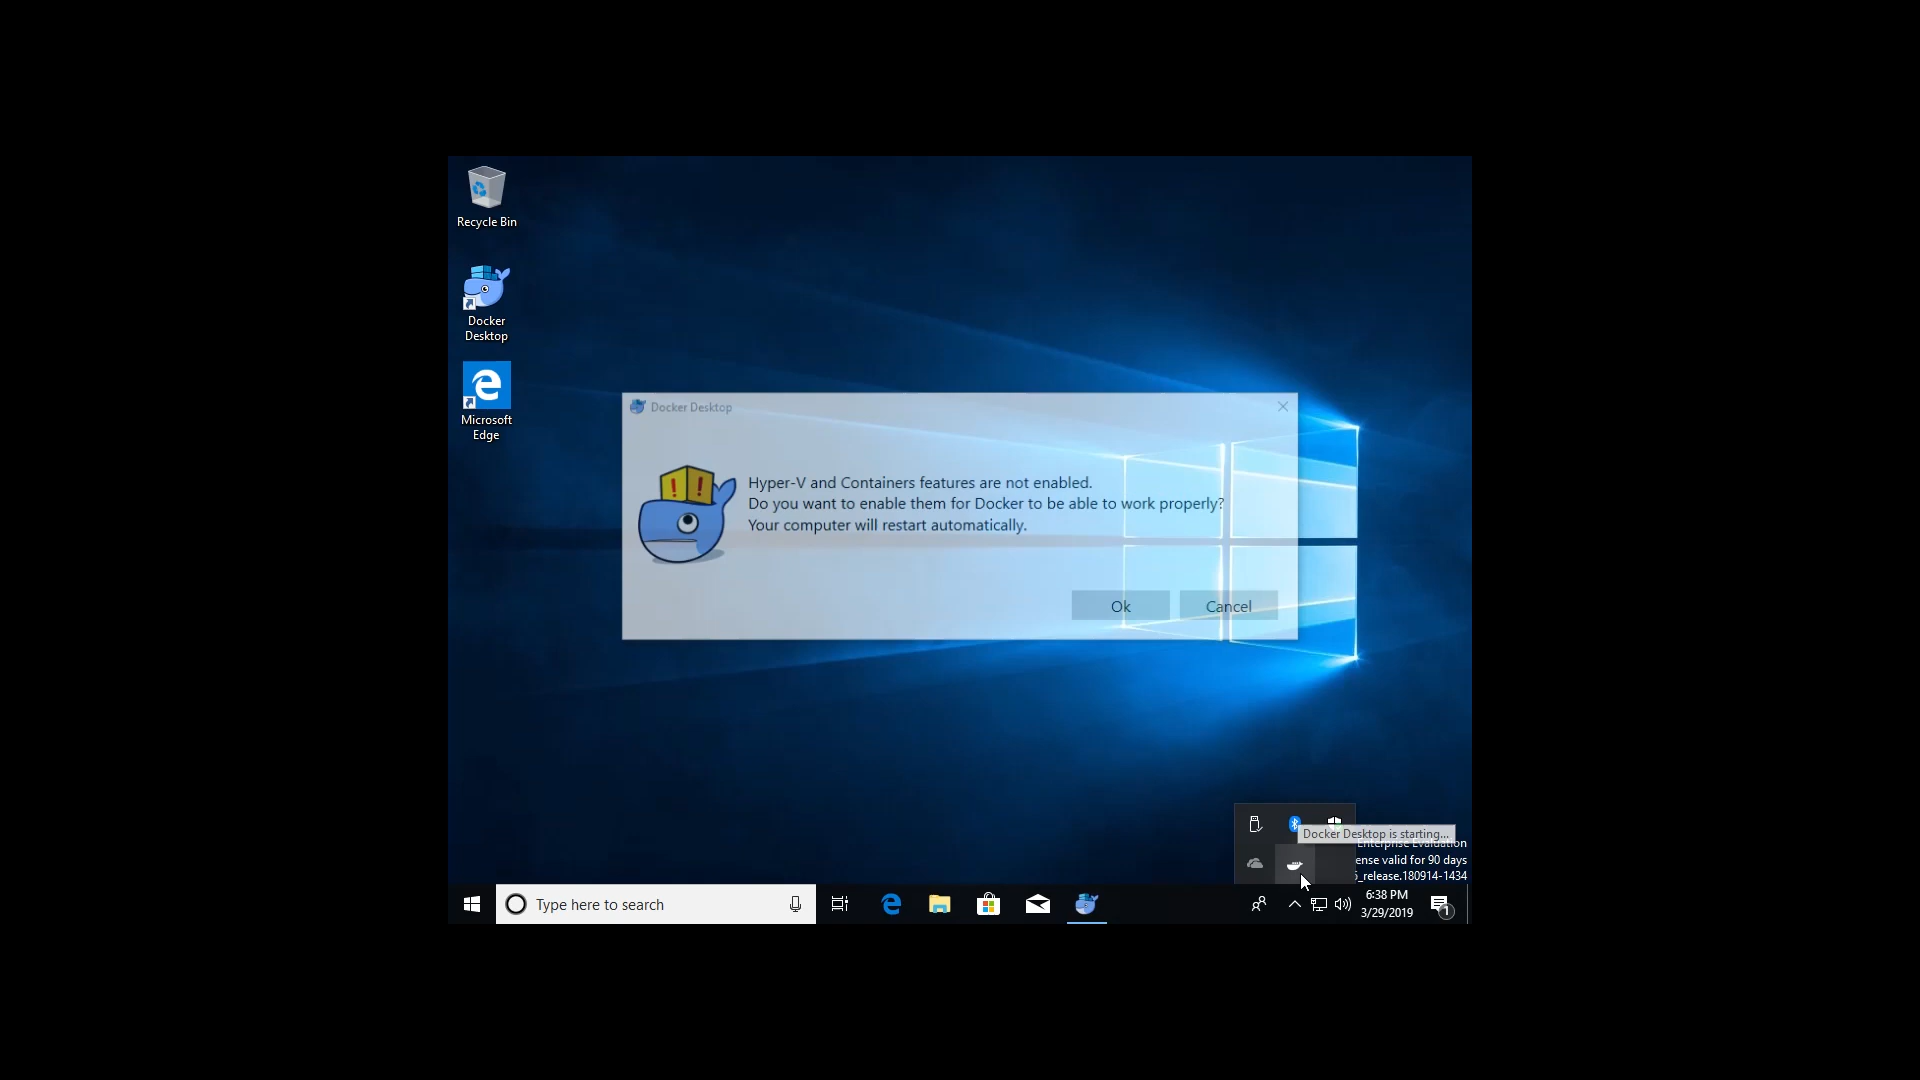 Recycle Bin
Docker
Desktop
Microsoft
Edge
Docker Desktop
Hyper-V and Containers features are not enabled.
Do you want to enable them for Docker to be able to work properly?
Your computer will restart automatically.
Ok
Cancel
Docker Desktop is starting...
Enterprise Evaluation
ense valid for 90 days
_release.180914-1434
Type here to search
6:38 PM
3/29/2019
1